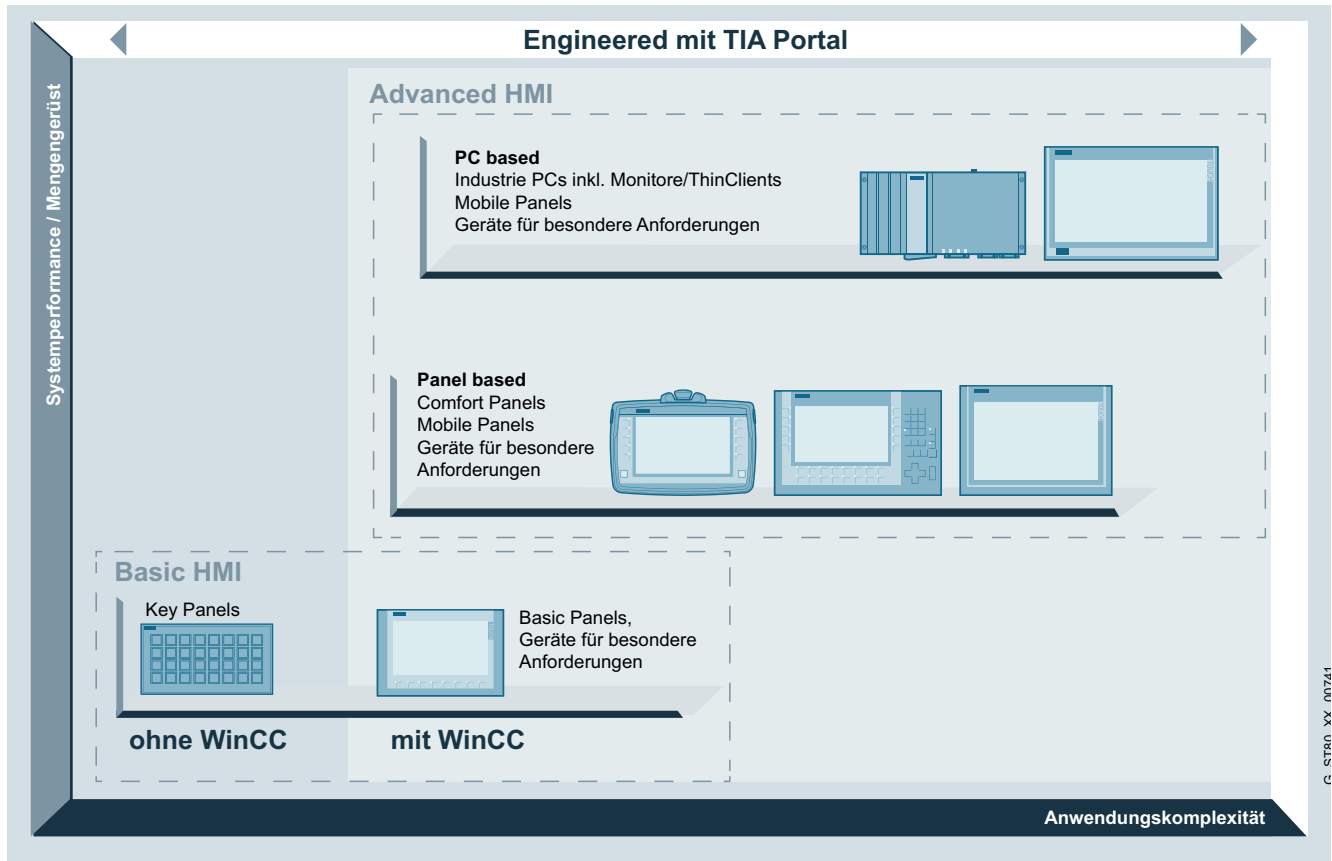 Engineered mit TIA Portal
Systemperformance / Mengengerüst
Advanced HMI
PC based
Industrie PCs inkl. Monitore/ThinClients
Mobile Panels
Geräte für besondere Anforderungen
Panel based
Comfort Panels
Mobile Panels
Geräte für besondere
Anforderungen
Basic HMI
Key Panels
Basic Panels,
Geräte für besondere
Anforderungen
ohne WinCC
mit WinCC
Anwendungskomplexität
G_ST80_XX_00741